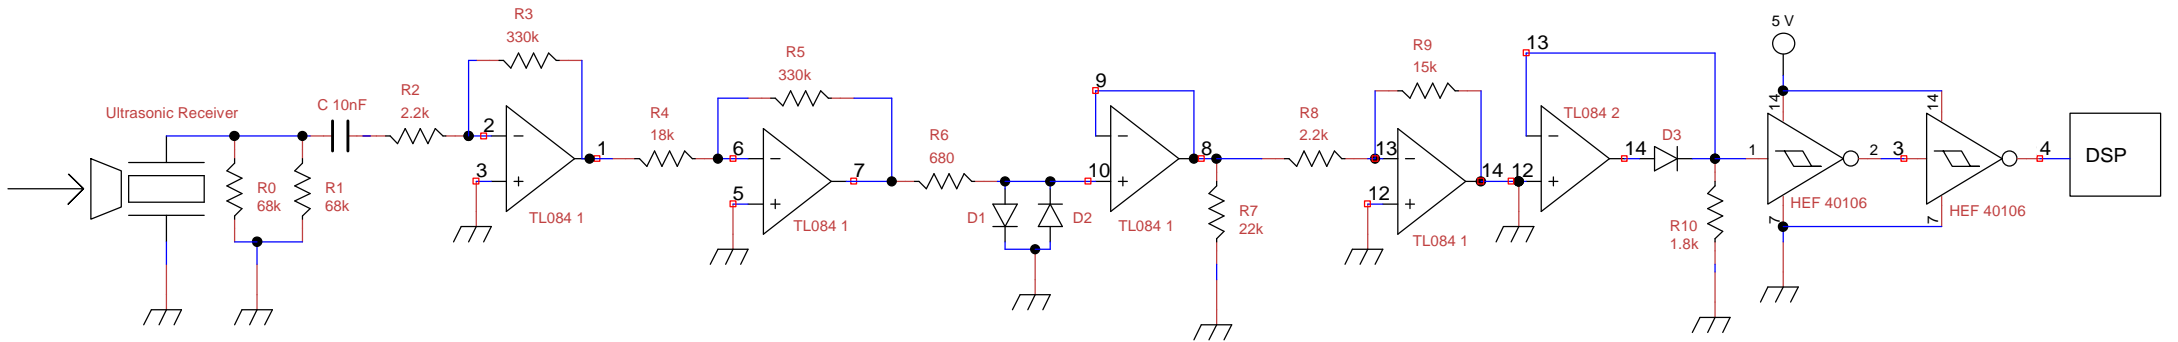 Ultrasonic Receiver
R0
68k
R1
68k
C 10nF
R2
2.2k
R3
330k
2
3
1
TL084 1
R4
18k
R5
330k
6
5
7
TL084 1
R6
680
D1
D2
9
10
8
TL084 1
R7
22k
R8
2.2k
R9
15k
13
12
14
TL084 1
13
12
TL084 2
14
D3
R10
1.8k
5 V
14
1
2
7
HEF 40106
14
3
4
7
HEF 40106
DSP